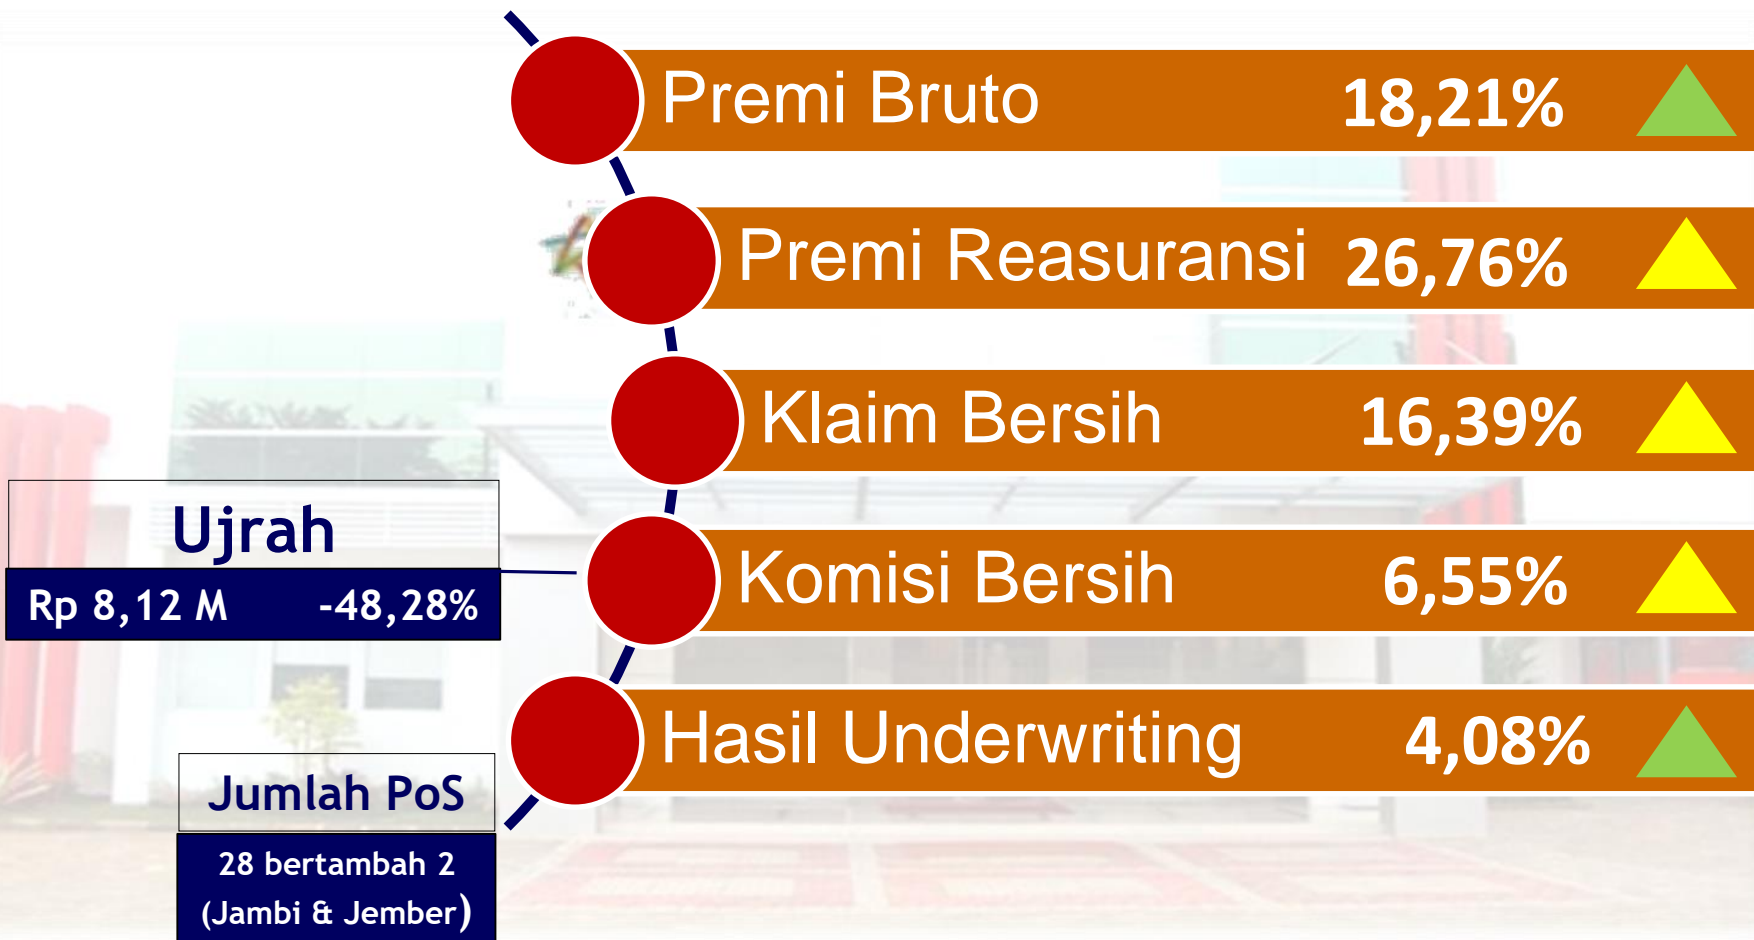 Premi Bruto 18,21%
Premi Reasuransi 26,76%
Klaim Bersih 16,39%
Ujrah
Rp 8,12 M -48,28%
Komisi Bersih 6,55%
Hasil Underwriting 4,08%
Jumlah PoS
28 bertambah 2
(Jambi & Jember)